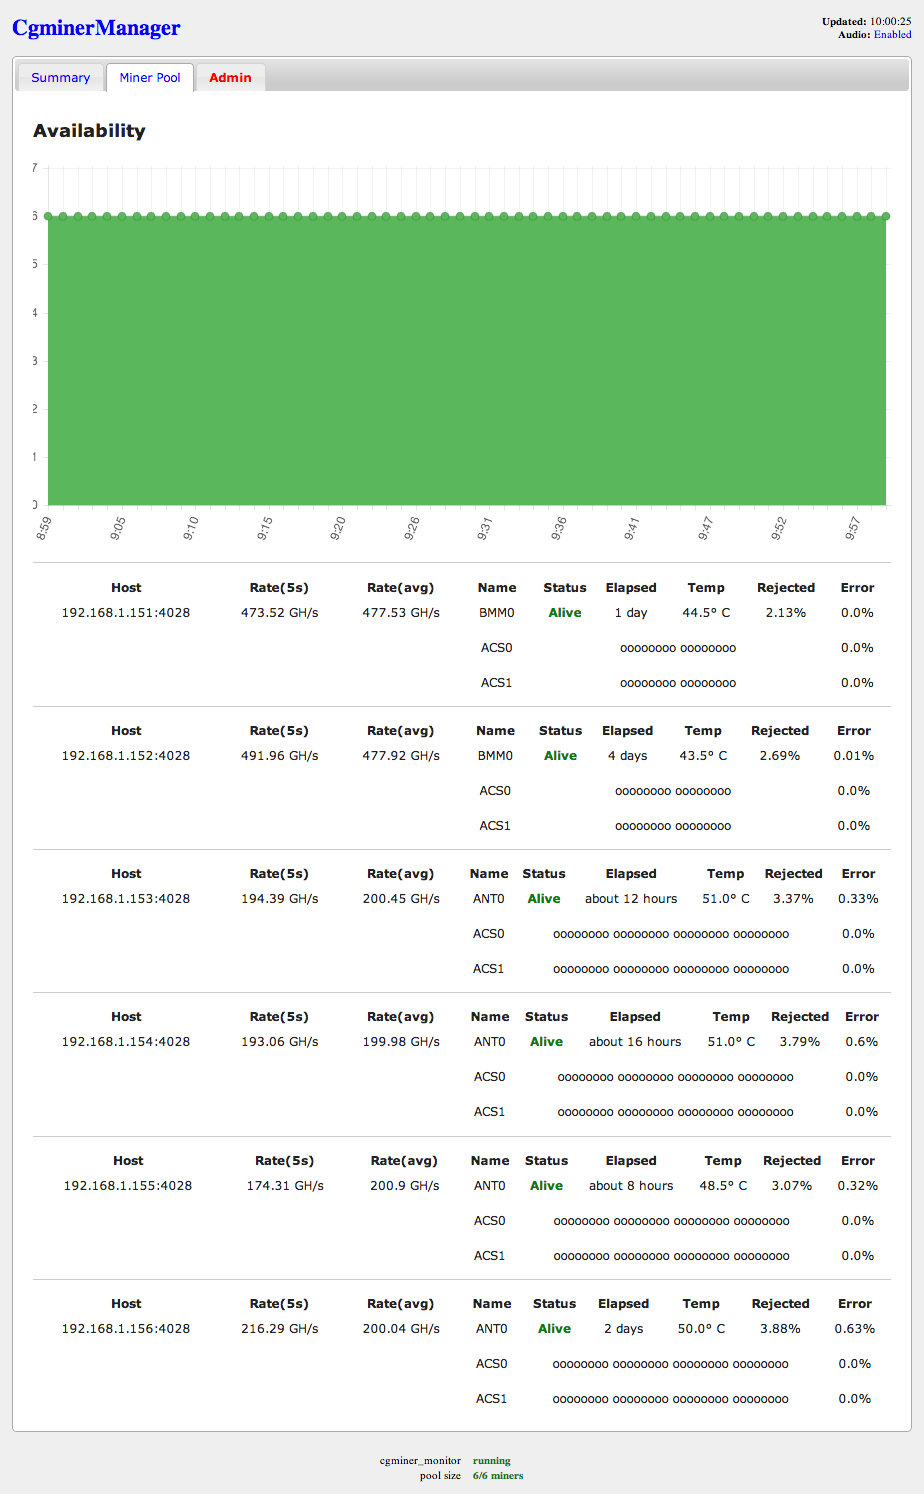 CgminerManager
Updated: 10:00:25
Audio: Enabled
Summary Miner Pool Admin
Availability
7
6
5
4
3
2
1
0
8:59 9:05 9:10 9:15 9:20 9:26 9:31 9:36 9:41 9:47 9:52 9:57
Host Rate(5s) Rate(avg) Name Status Elapsed Temp Rejected Error
192.168.1.151:4028 473.52 GH/s 477.53 GH/s BMM0 Alive 1 day 44.5° C 2.13% 0.0%
ACS0 oooooooo oooooooo 0.0%
ACS1 oooooooo oooooooo 0.0%
Host Rate(5s) Rate(avg) Name Status Elapsed Temp Rejected Error
192.168.1.152:4028 491.96 GH/s 477.92 GH/s BMM0 Alive 4 days 43.5° C 2.69% 0.01%
ACS0 oooooooo oooooooo 0.0%
ACS1 oooooooo oooooooo 0.0%
Host Rate(5s) Rate(avg) Name Status Elapsed Temp Rejected Error
192.168.1.153:4028 194.39 GH/s 200.45 GH/s ANT0 Alive about 12 hours 51.0° C 3.37% 0.33%
ACS0 oooooooo oooooooo oooooooo oooooooo 0.0%
ACS1 oooooooo oooooooo oooooooo oooooooo 0.0%
Host Rate(5s) Rate(avg) Name Status Elapsed Temp Rejected Error
192.168.1.154:4028 193.06 GH/s 199.98 GH/s ANT0 Alive about 16 hours 51.0° C 3.79% 0.6%
ACS0 oooooooo oooooooo oooooooo oooooooo 0.0%
ACS1 oooooooo oooooooo oooooooo oooooooo 0.0%
Host Rate(5s) Rate(avg) Name Status Elapsed Temp Rejected Error
192.168.1.155:4028 174.31 GH/s 200.9 GH/s ANT0 Alive about 8 hours 48.5° C 3.07% 0.32%
ACS0 oooooooo oooooooo oooooooo oooooooo 0.0%
ACS1 oooooooo oooooooo oooooooo oooooooo 0.0%
Host Rate(5s) Rate(avg) Name Status Elapsed Temp Rejected Error
192.168.1.156:4028 216.29 GH/s 200.04 GH/s ANT0 Alive 2 days 50.0° C 3.88% 0.63%
ACS0 oooooooo oooooooo oooooooo oooooooo 0.0%
ACS1 oooooooo oooooooo oooooooo oooooooo 0.0%
cgminer_monitor running
pool size 6/6 miners